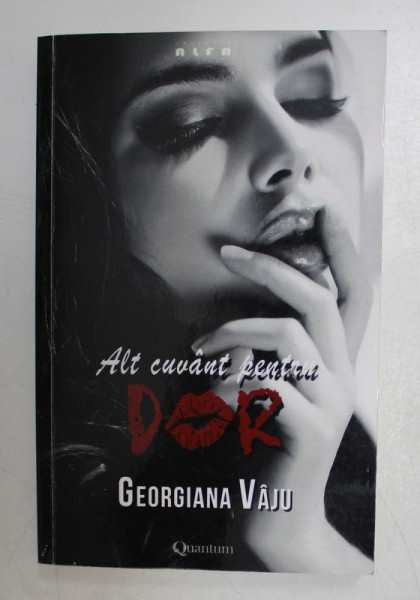 ALFA
Alt cuvânt pentru
DOR
GEORGIANA VÂJU
Quantum